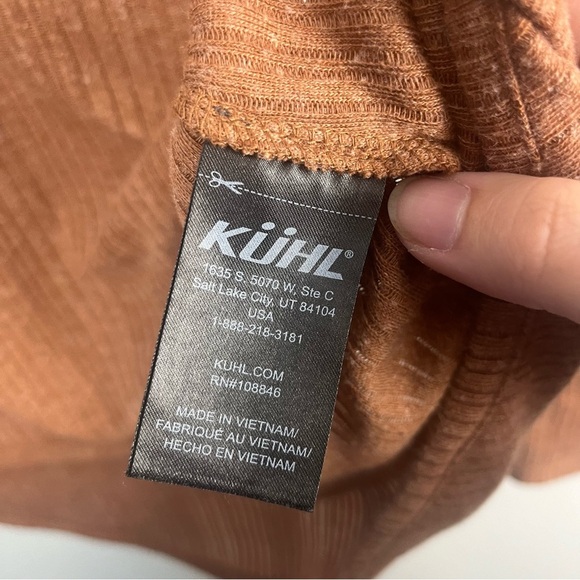 KÜHL®
1635 S. 5070 W, Ste C
Salt Lake City, UT 84104
USA
1-888-218-3181
KUHL.COM
RN#108846
MADE IN VIETNAM/
FABRIQUÉ AU VIETNAM/
HECHO EN VIETNAM